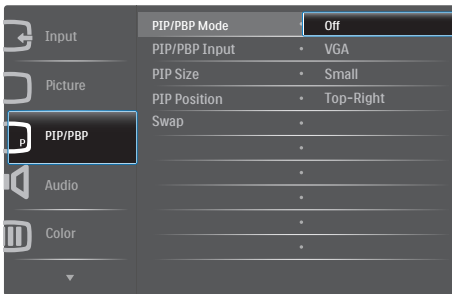 Input
Picture
P
PIP/PBP
Audio
Color
PIP/PBP Mode • Off
PIP/PBP Input • VGA
PIP Size • Small
PIP Position • Top-Right
Swap •